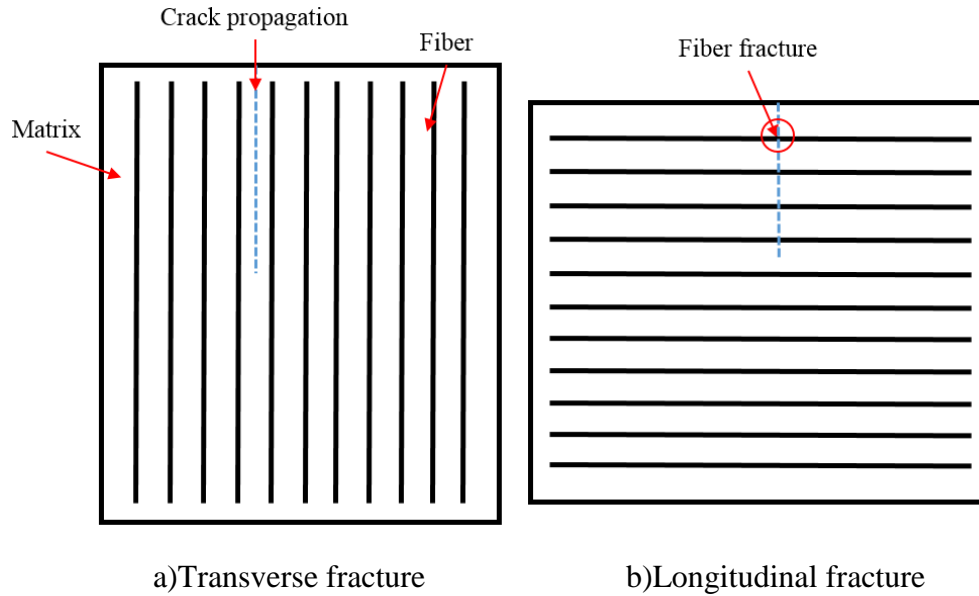 Crack propagation
Fiber
Matrix
Fiber fracture
a)Transverse fracture
b)Longitudinal fracture